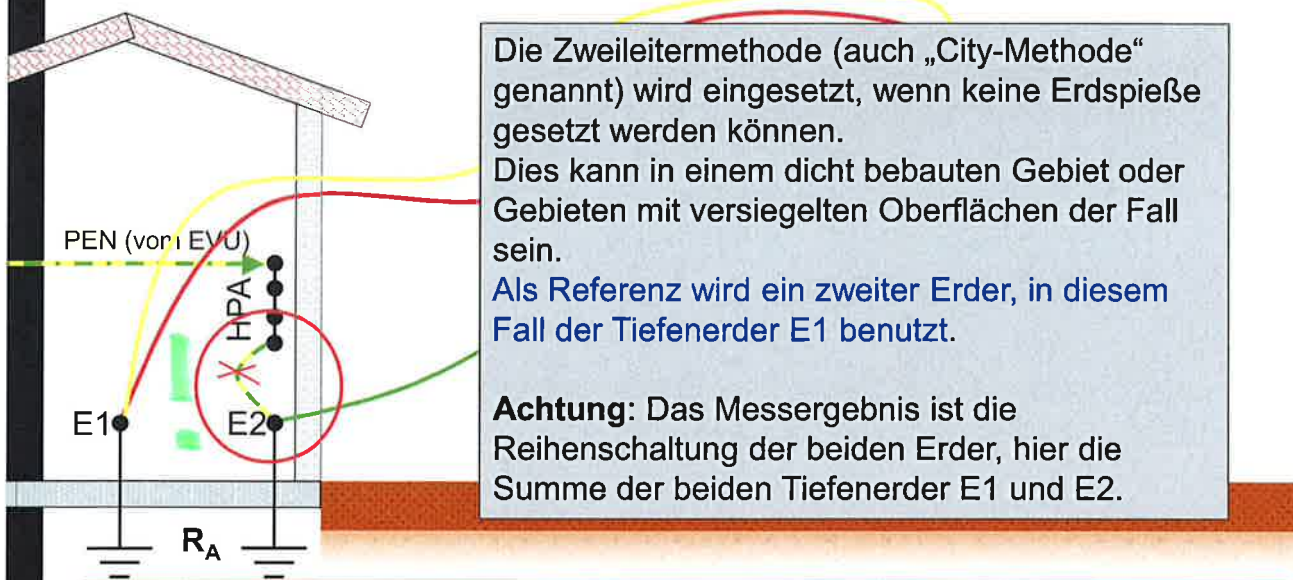 Die Zweileitermethode (auch „City-Methode“
genannt) wird eingesetzt, wenn keine Erdspieße
gesetzt werden können.
Dies kann in einem dicht bebauten Gebiet oder
Gebieten mit versiegelten Oberflächen der Fall
sein.
Als Referenz wird ein zweiter Erder, in diesem
Fall der Tiefenerder E1 benutzt.
Achtung: Das Messergebnis ist die
Reihenschaltung der beiden Erder, hier die
Summe der beiden Tiefenerder E1 und E2.
PEN (vom EVU)
HPA
!
E1
E2
RA